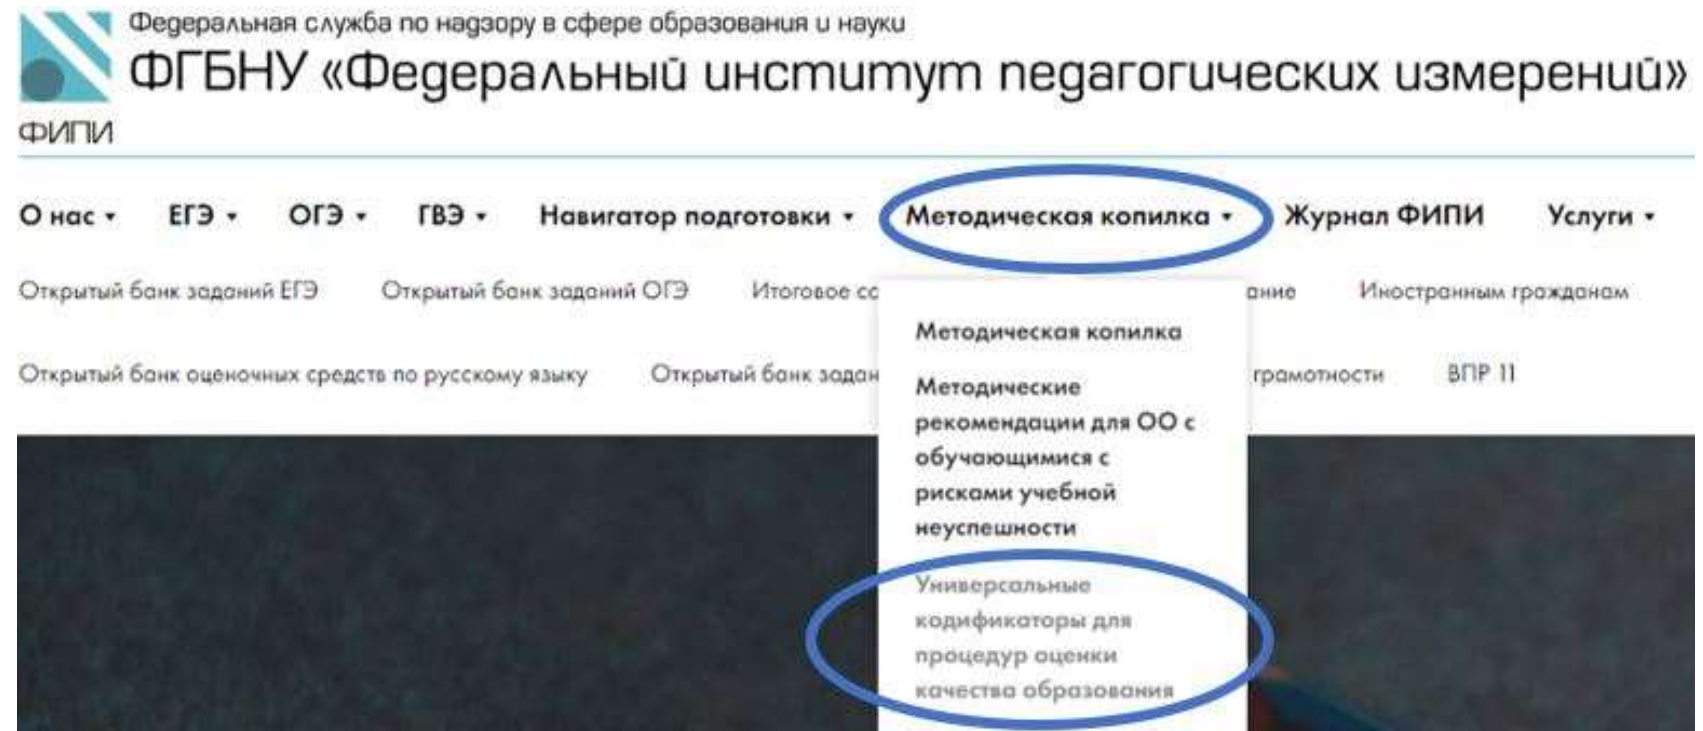 Федеральная служба по надзору в сфере образования и науки
ФГБНУ «Федеральный институт педагогических измерений»
ФИПИ
О нас ЕГЭ ОГЭ ГВЭ Навигатор подготовки Методическая копилка Журнал ФИПИ Услуги
Открытый банк заданий ЕГЭ Открытый банк заданий ОГЭ Итоговое Иностранным гражданам
Методическая копилка
Открытый банк оценочных средств по русскому языку Открытый банк грамотности ВПР 11
Методические
рекомендации для ОО с
обучающимися с
рисками учебной
неуспешности
Универсальные
кодификаторы для
процедур оценки
качества образования